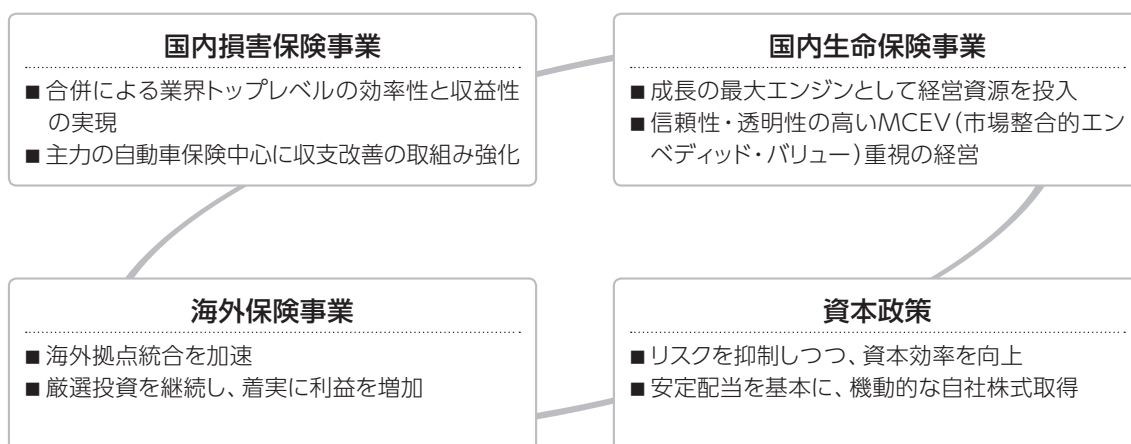 国内損害保険事業
■ 合併による業界トップレベルの効率性と収益性
の実現
■ 主力の自動車保険中心に収支改善の取組み強化
国内生命保険事業
■ 成長の最大エンジンとして経営資源を投入
■ 信頼性・透明性の高いMCEV(市場整合的エン
ベディッド・バリュー)重視の経営
海外保険事業
■ 海外拠点統合を加速
■ 厳選投資を継続し、着実に利益を増加
資本政策
■ リスクを抑制しつつ、資本効率を向上
■ 安定配当を基本に、機動的な自社株式取得